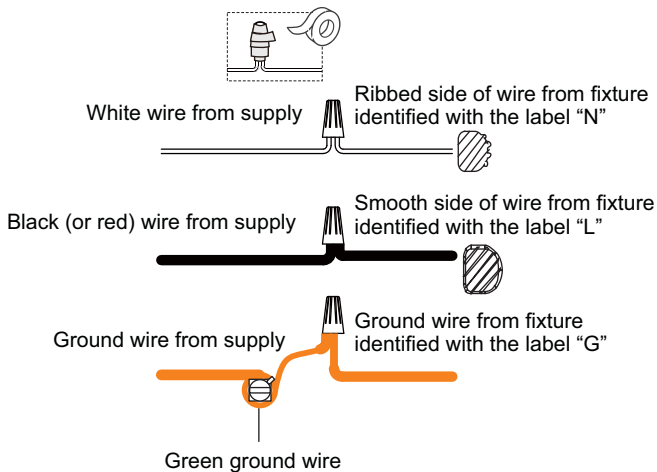 White wire from supply
Ribbed side of wire from fixture
identified with the label “N”
Black (or red) wire from supply
Smooth side of wire from fixture
identified with the label “L”
Ground wire from supply
Ground wire from fixture
identified with the label “G”
Green ground wire